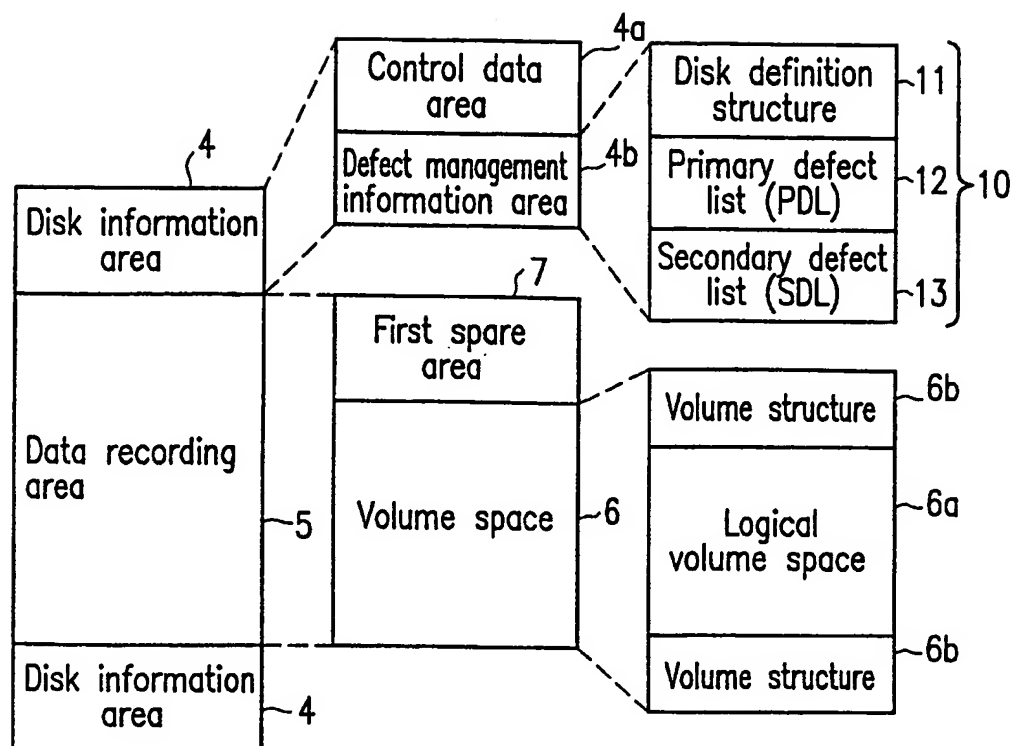 4
Disk information
area
Data recording
area
5
Disk information
area
4
4a
Control data
area
4b
Defect management
information area
7
First spare
area
Volume space
6
Disk definition
structure
11
Primary defect
list (PDL)
12
Secondary defect
list (SDL)
13
10
6b
Volume structure
6a
Logical
volume space
6b
Volume structure